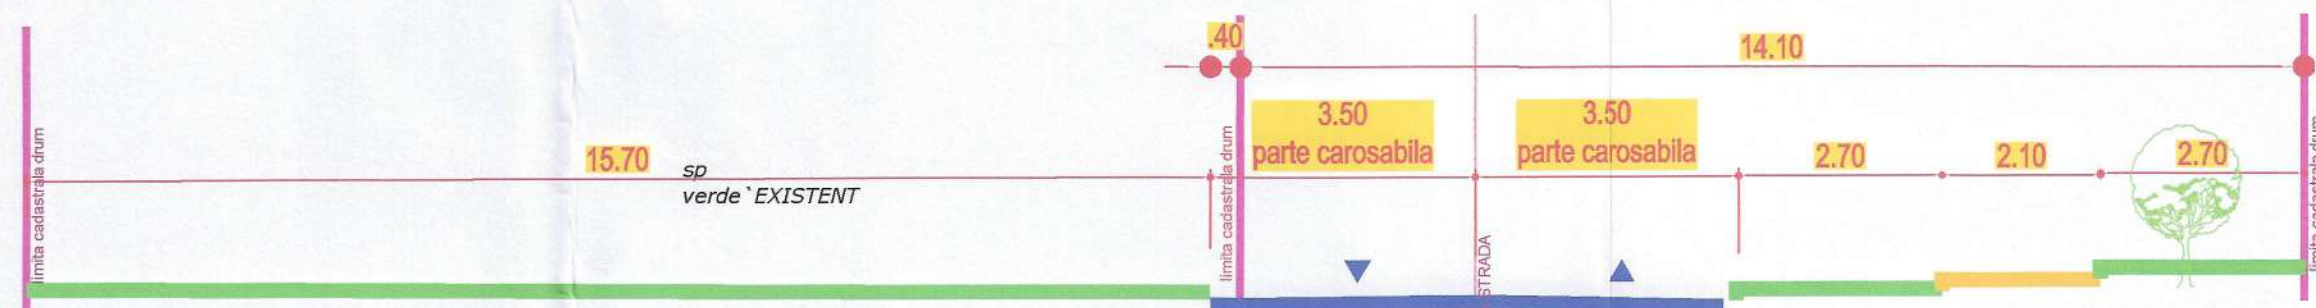 .40
14.10
3.50
parte carosabila
3.50
parte carosabila
15.70
sp
verde`EXISTENT
2.70
2.10
2.70
limita cadastrala drum
limita cadastrala drum
STRADA
limita cadastrala drum